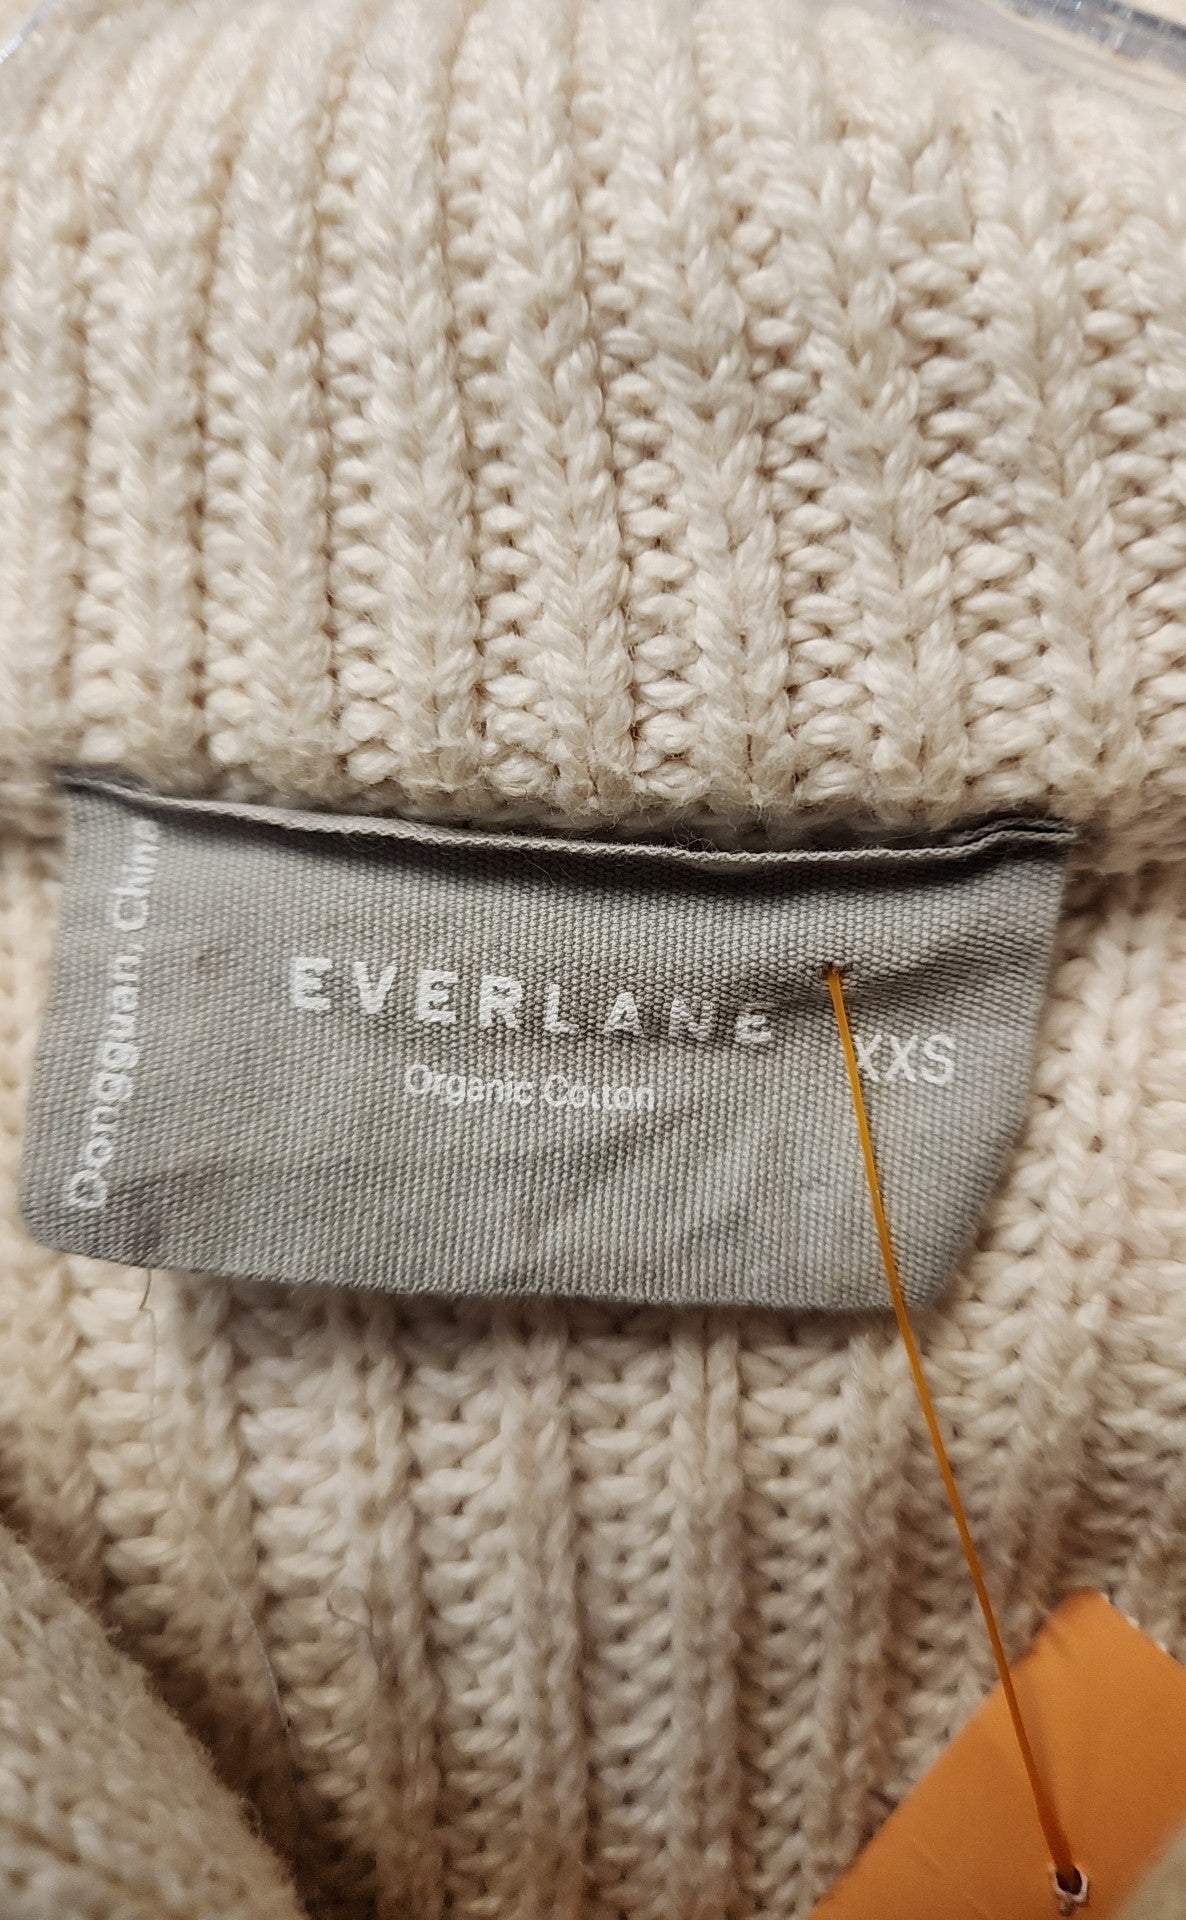 EVERLANE
Organic Cotton
XXS
Dongguan, China